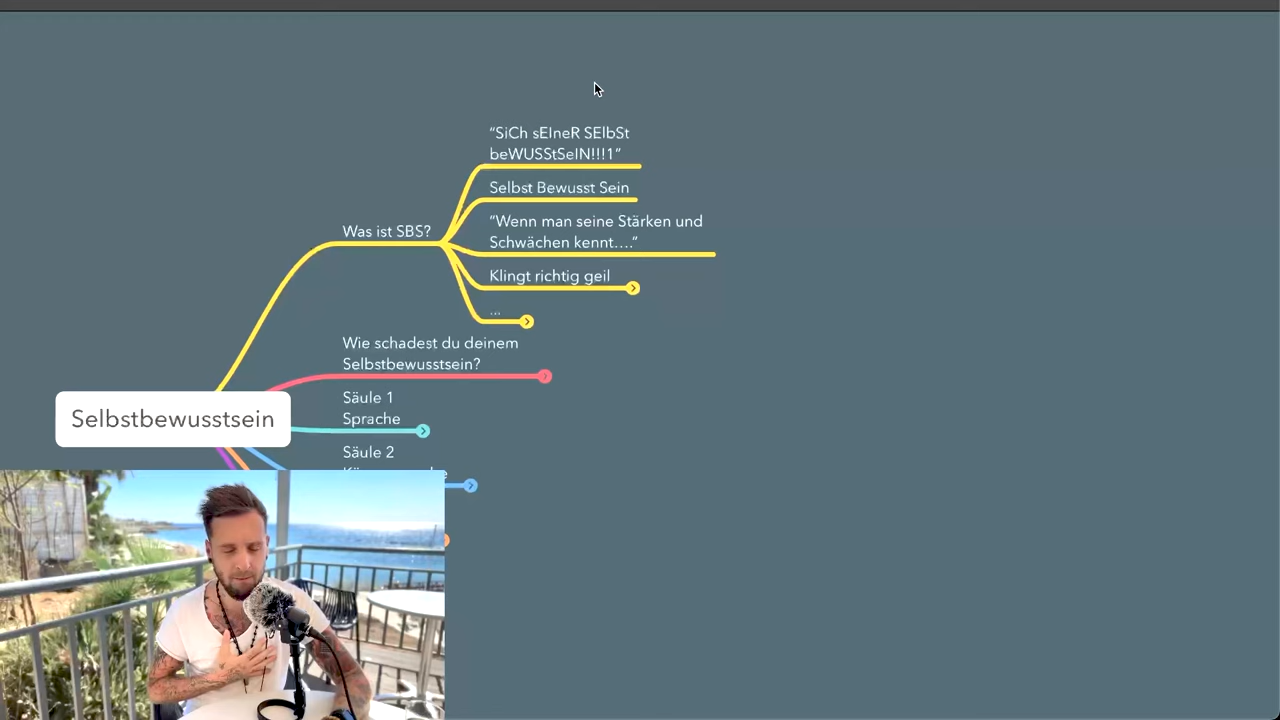 “SiCh sEIneR SElbSt
beWUSStSeIN!!!1”
Selbst Bewusst Sein
“Wenn man seine Stärken und
Schwächen kennt....”
Was ist SBS?
Klingt richtig geil
...
Wie schadest du deinem
Selbstbewusstsein?
Säule 1
Sprache
Selbstbewusstsein
Säule 2